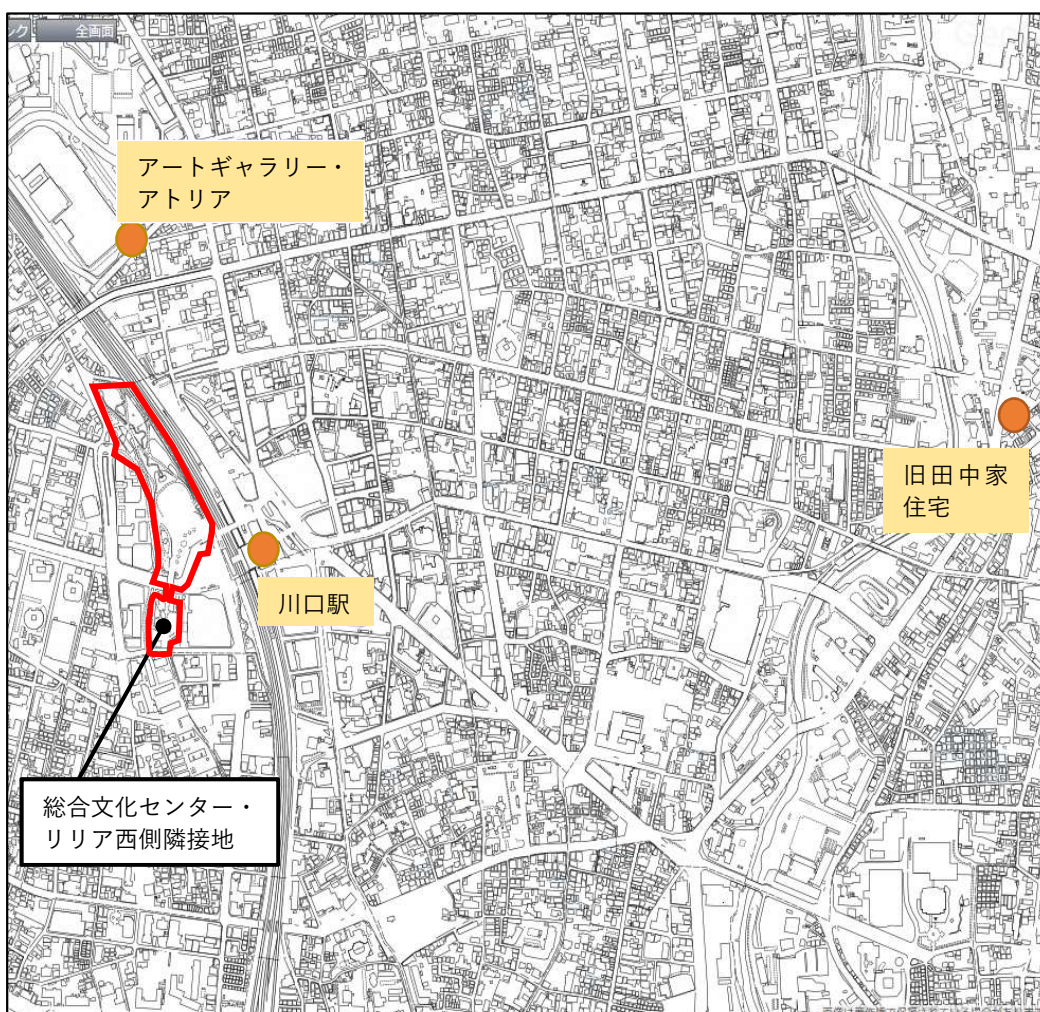 ック
全画面
アートギャラリー・
アトリア
旧田中家
住宅
川口駅
総合文化センター・
リリア西側隣接地